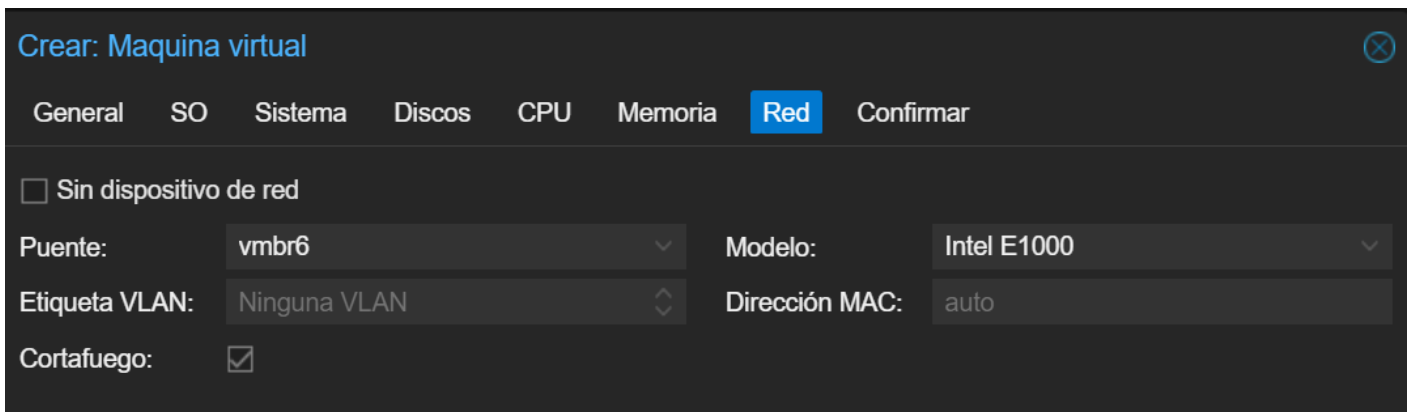 Crear: Maquina virtual
General SO Sistema Discos CPU Memoria Red Confirmar
Sin dispositivo de red
Puente: vmbr6 Modelo: Intel E1000
Etiqueta VLAN: Ninguna VLAN Dirección MAC: auto
Cortafuego: